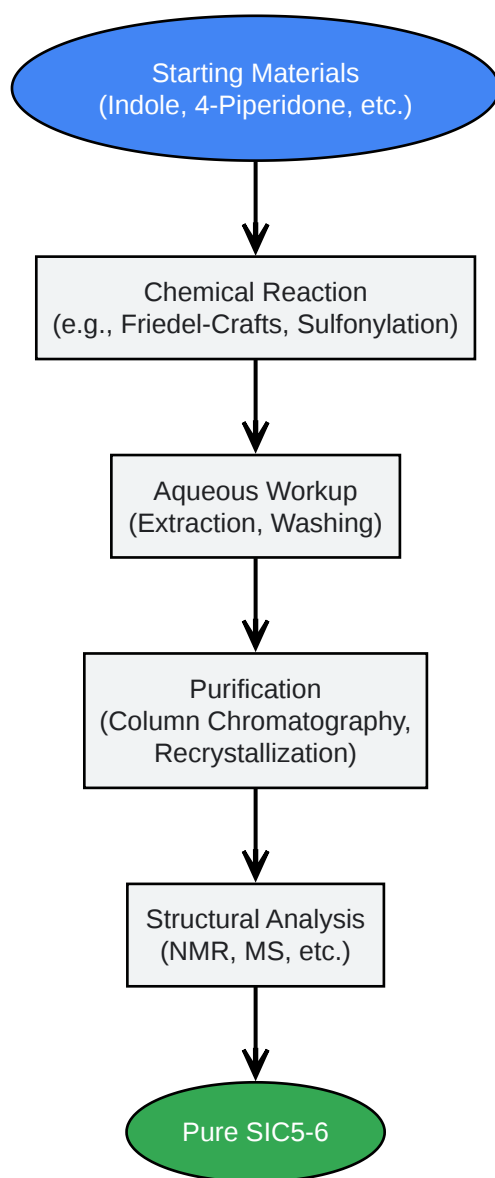 Starting Materials
(Indole, 4-Piperidone, etc.)
Chemical Reaction
(e.g., Friedel-Crafts, Sulfonylation)
Aqueous Workup
(Extraction, Washing)
Purification
(Column Chromatography,
Recrystallization)
Structural Analysis
(NMR, MS, etc.)
Pure SIC5-6